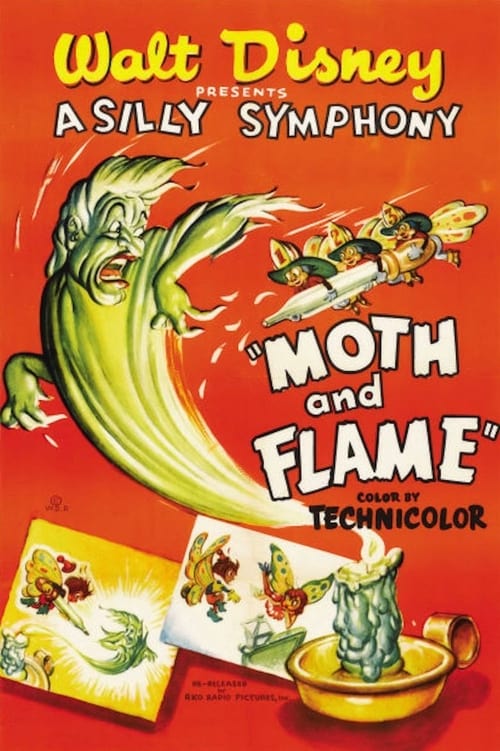 Walt Disney
PRESENTS
A SILLY SYMPHONY
"MOTH
and
FLAME"
COLOR BY
TECHNICOLOR
©
W.D.P.
RE-RELEASED
by
RKO RADIO PICTURES, INC.